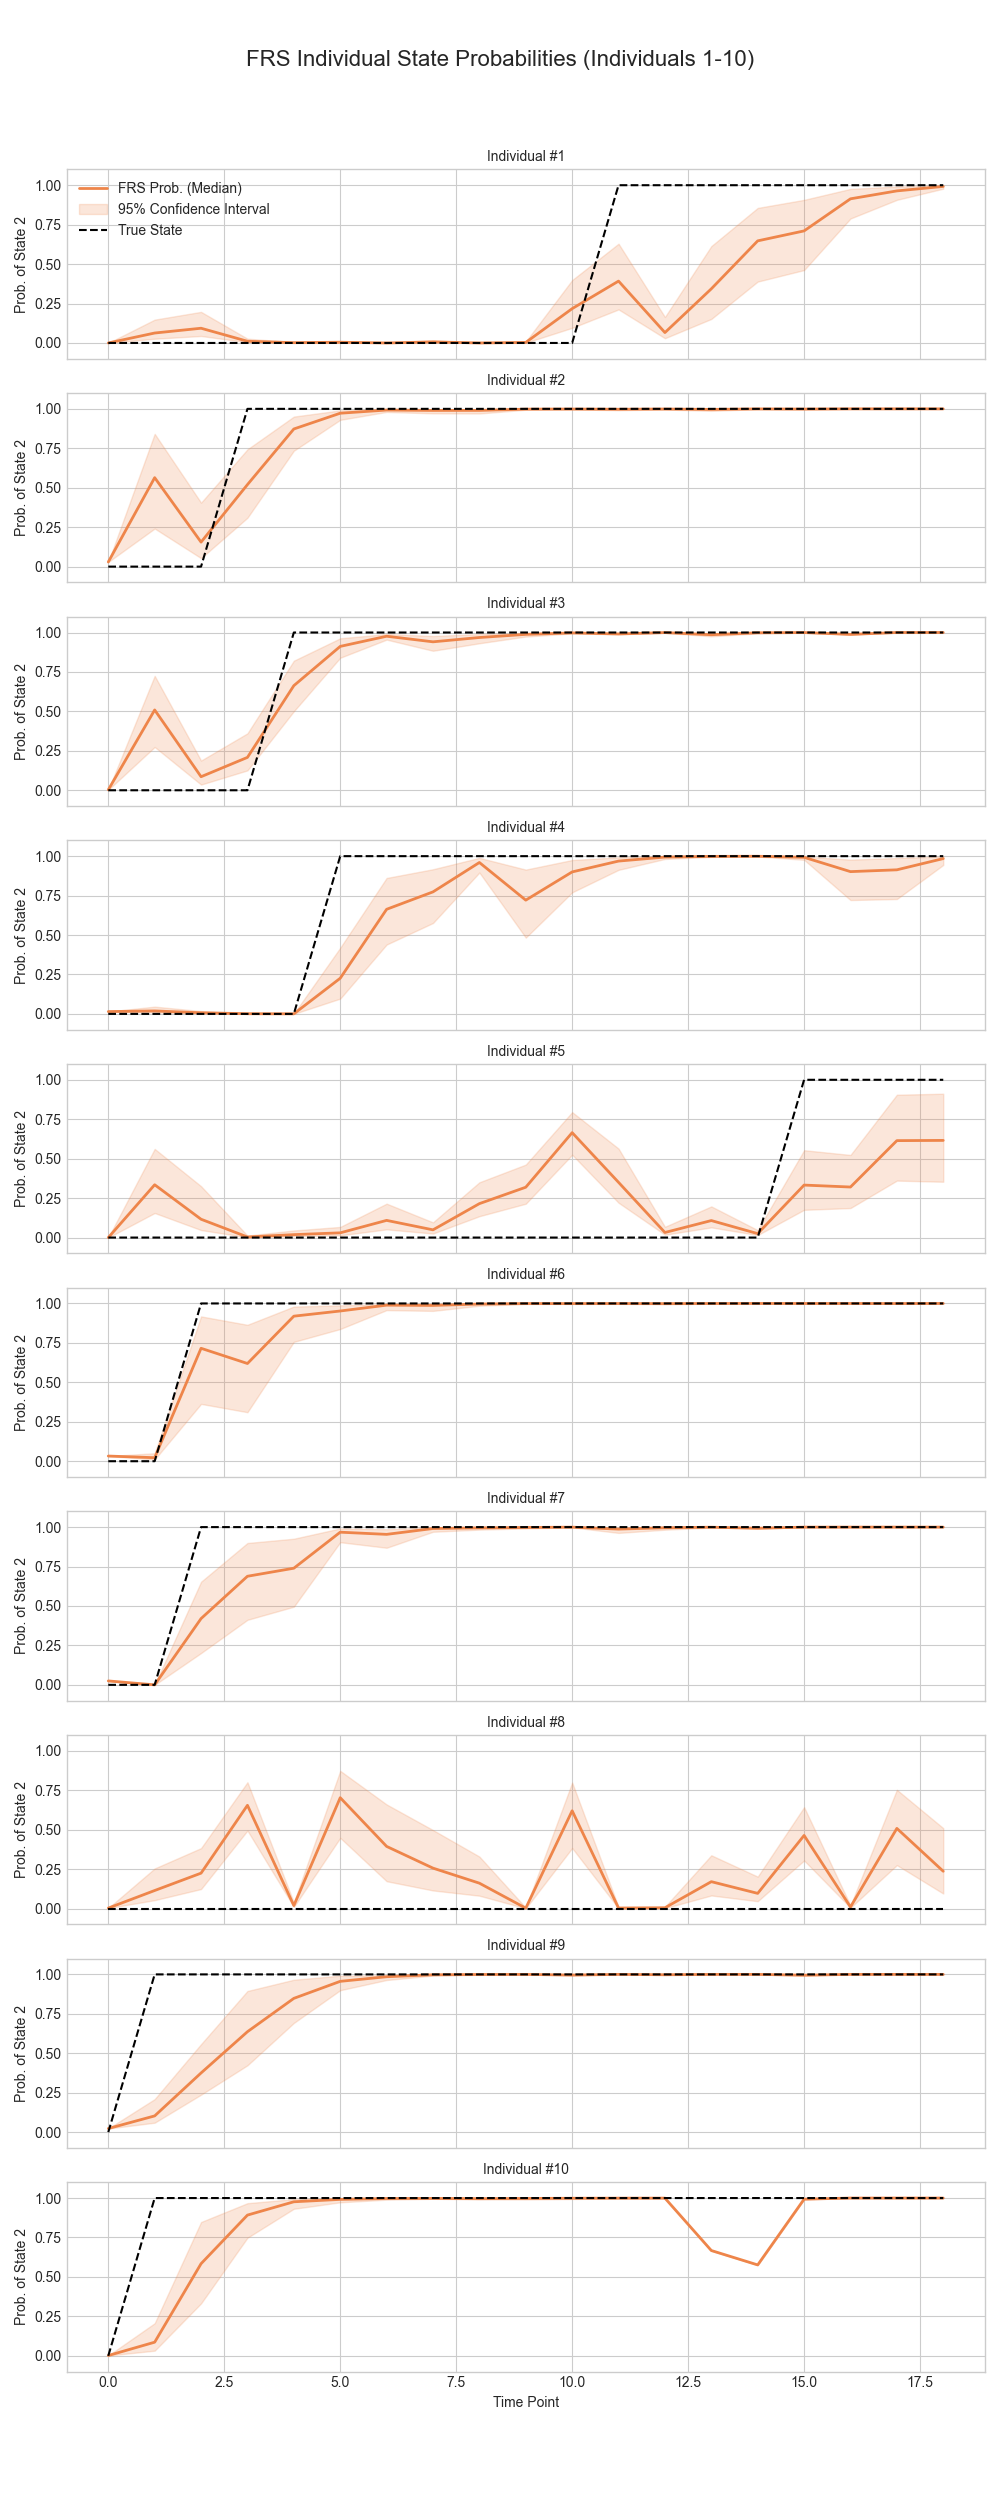 FRS Individual State Probabilities (Individuals 1-10)
Individual #1
1.00
0.75
0.50
0.25
0.00
Prob. of State 2
FRS Prob. (Median)
95% Confidence Interval
True State
Individual #2
1.00
0.75
0.50
0.25
0.00
Prob. of State 2
Individual #3
1.00
0.75
0.50
0.25
0.00
Prob. of State 2
Individual #4
1.00
0.75
0.50
0.25
0.00
Prob. of State 2
Individual #5
1.00
0.75
0.50
0.25
0.00
Prob. of State 2
Individual #6
1.00
0.75
0.50
0.25
0.00
Prob. of State 2
Individual #7
1.00
0.75
0.50
0.25
0.00
Prob. of State 2
Individual #8
1.00
0.75
0.50
0.25
0.00
Prob. of State 2
Individual #9
1.00
0.75
0.50
0.25
0.00
Prob. of State 2
Individual #10
1.00
0.75
0.50
0.25
0.00
Prob. of State 2
0.0 2.5 5.0 7.5 10.0 12.5 15.0 17.5
Time Point